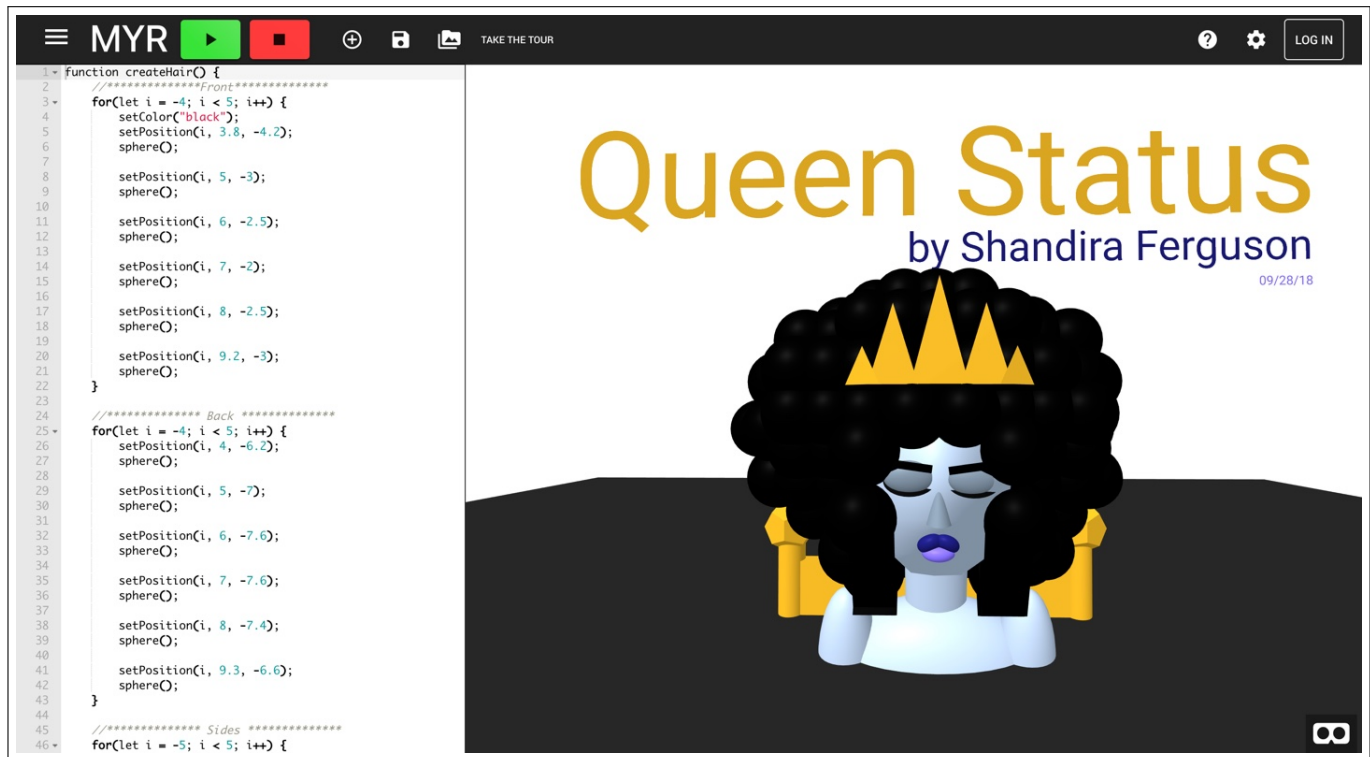 MYR
TAKE THE TOUR
LOG IN
1 function createHair() {
2 //**************Front**************
3 for(let i = -4; i < 5; i++) {
4 setColor("black");
5 setPosition(i, 3.8, -4.2);
6 sphere();
7
8 setPosition(i, 5, -3);
9 sphere();
10
11 setPosition(i, 6, -2.5);
12 sphere();
13
14 setPosition(i, 7, -2);
15 sphere();
16
17 setPosition(i, 8, -2.5);
18 sphere();
19
20 setPosition(i, 9.2, -3);
21 sphere();
22 }
23
24 //************** Back **************
25 for(let i = -4; i < 5; i++) {
26 setPosition(i, 4, -6.2);
27 sphere();
28
29 setPosition(i, 5, -7);
30 sphere();
31
32 setPosition(i, 6, -7.6);
33 sphere();
34
35 setPosition(i, 7, -7.6);
36 sphere();
37
38 setPosition(i, 8, -7.4);
39 sphere();
40
41 setPosition(i, 9.3, -6.6);
42 sphere();
43 }
44
45 //************** Sides **************
46 for(let i = -5; i < 5; i++) {
Queen Status
by Shandira Ferguson
09/28/18